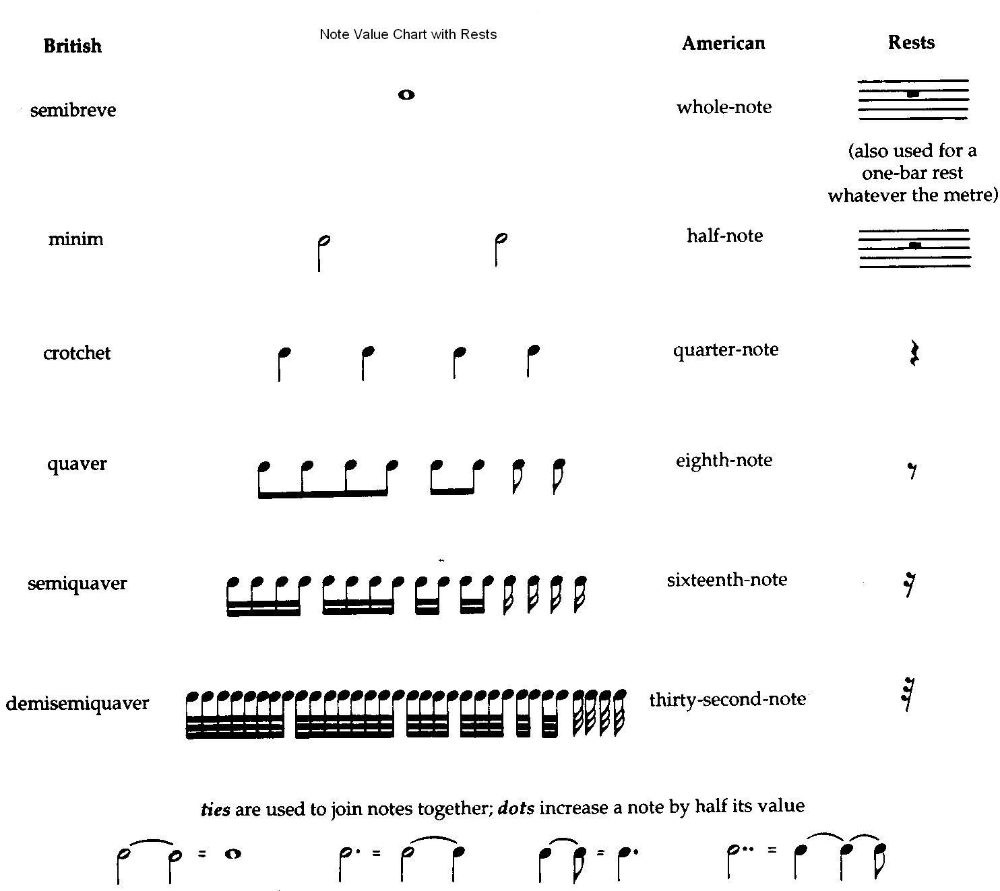 Note Value Chart with Rests
British
American
Rests
semibreve
whole-note
(also used for a
one-bar rest
whatever the metre)
minim
half-note
crotchet
quarter-note
quaver
eighth-note
semiquaver
sixteenth-note
demisemiquaver
thirty-second-note
ties are used to join notes together; dots increase a note by half its value
= = = =